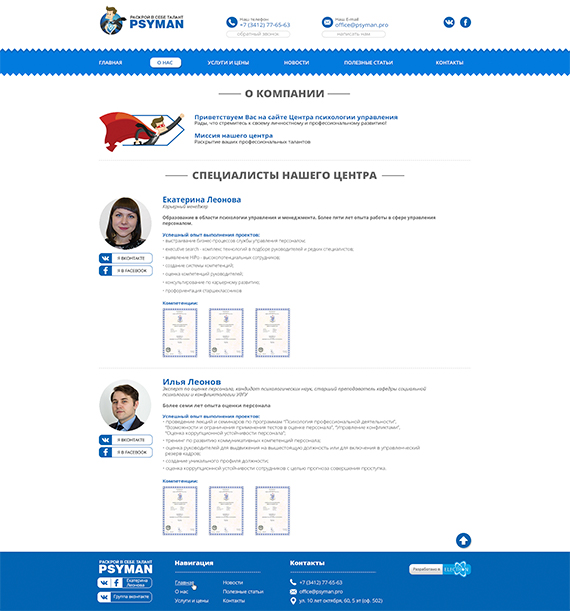 РАСКРОЙ В СЕБЕ ТАЛАНТ
PSYMAN
Наш телефон:
+7 (3412) 77-65-63
обратный звонок
Наш E-mail
office@psyman.pro
написать нам
ГЛАВНАЯ
О НАС
УСЛУГИ И ЦЕНЫ
НОВОСТИ
ПОЛЕЗНЫЕ СТАТЬИ
КОНТАКТЫ
О КОМПАНИИ
Приветствуем Вас на сайте Центра психологии управления
Рады, что стремитесь к своему личностному и профессиональному развитию!
Миссия нашего центра
Раскрытие ваших профессиональных талантов
СПЕЦИАЛИСТЫ НАШЕГО ЦЕНТРА
Екатерина Леонова
Карьерный менеджер
Образование в области психологии управления и менеджмента. Более пяти лет опыта работы в сфере управления
персоналом.
Успешный опыт выполнения проектов:
- выстраивание бизнес процессов службы управления персоналом;
- executive search - комплекс технологий в подборе руководителей и редких специалистов;
- выявление HiPo - высокопотенциальных сотрудников;
- создание системы компетенций;
- оценка компетенций руководителей;
- консультирование по карьерному развитию;
- профориентация старшеклассников
Я ВКОНТАКТЕ
Я В FACEBOOK
Компетенции:
Илья Леонов
Эксперт по оценке персонала, кандидат психологических наук, старший преподаватель кафедры социальной
психологии и конфликтологии УдГУ
Более семи лет опыта оценки персонала
Успешный опыт выполнения проектов:
- проведение лекций и семинаров по программам "Психология профессиональной деятельности",
"Возможности и ограничения применения тестов в оценке персонала", "Управление конфликтами",
"Оценка коррупционной устойчивости персонала";
- тренинг по развитию коммуникативных компетенций персонала;
- оценка руководителей для выдвижения на вышестоящую должность или для включения в управленческий
резерв кадров;
- создание уникального профиля должности;
- оценка коррупционной устойчивости сотрудников с целью прогноза совершения проступка.
Я ВКОНТАКТЕ
Я В FACEBOOK
Компетенции:
РАСКРОЙ В СЕБЕ ТАЛАНТ
PSYMAN
Екатерина
Леонова
Группа вконтакте
Навигация
Главная
О нас
Услуги и цены
Новости
Полезные статьи
Контакты
Контакты
+7 (3412) 77-65-63
office@psyman.pro
ул. 10 лет октября, 60, 5 эт (оф. 502)
Разработано в